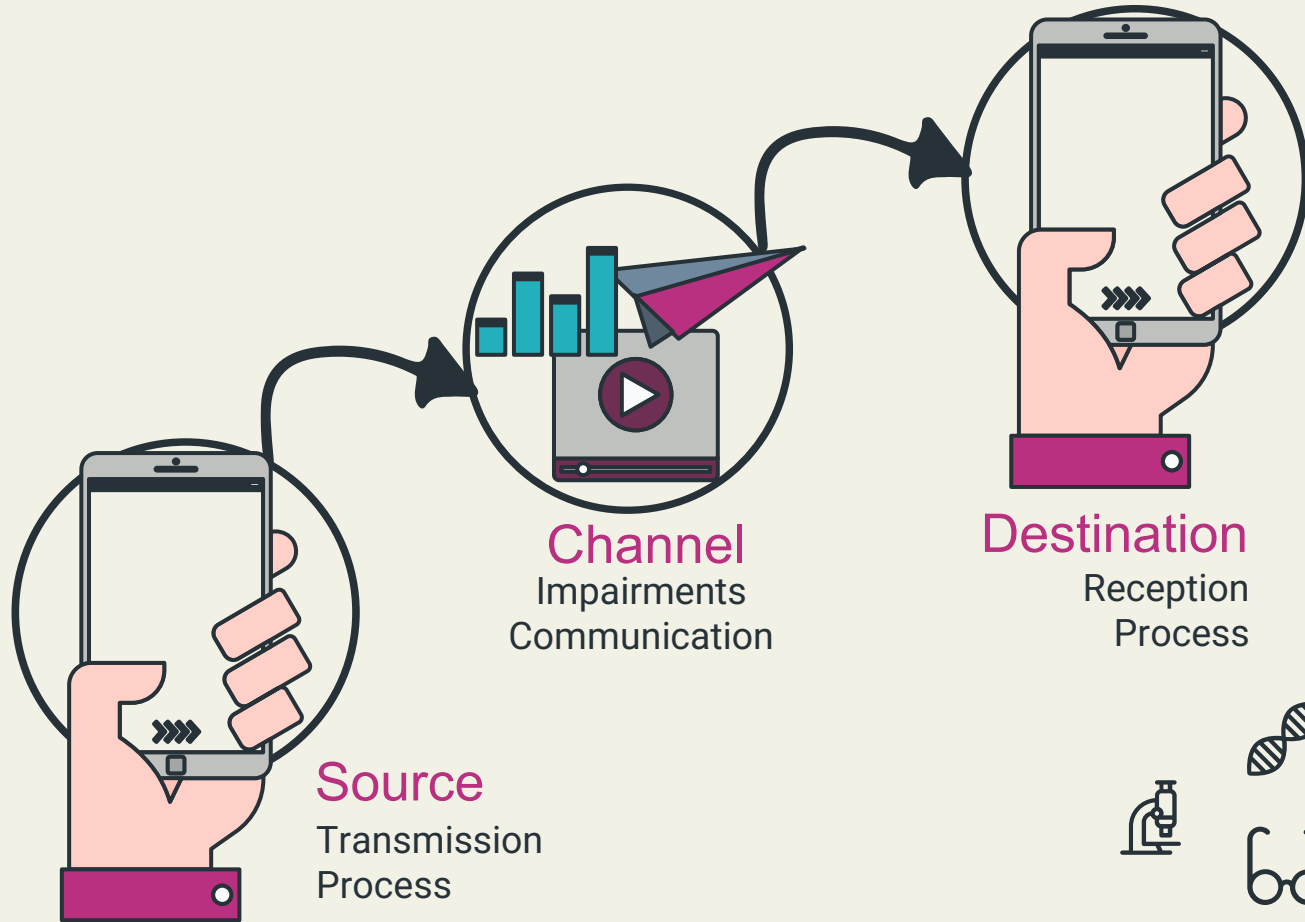 Source
Transmission
Process
Channel
Impairments
Communication
Destination
Reception
Process